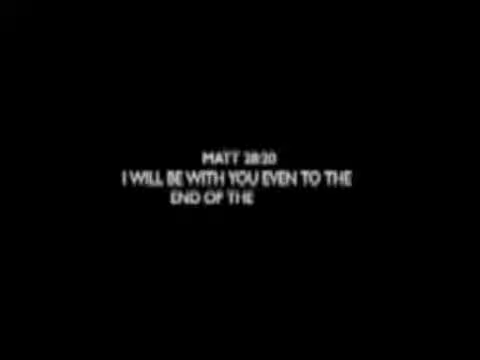 MATT 28:20
I WILL BE WITH YOU EVEN TO THE
END OF THE